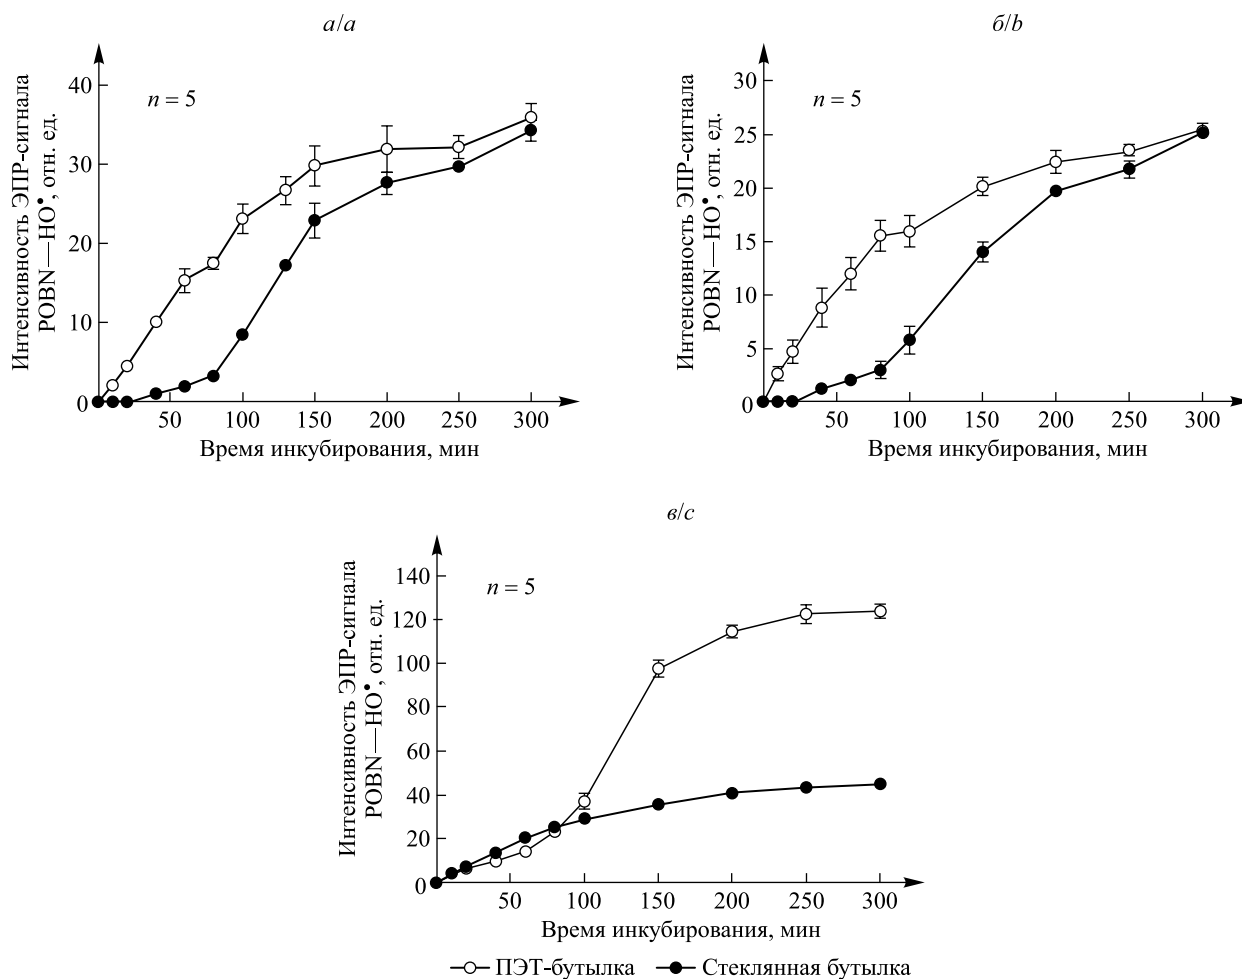 а/a
Интенсивность ЭПР-сигнала
POBN—HO•, отн. ед.
n = 5
40
30
20
10
0
50 100 150 200 250 300
Время инкубирования, мин
б/b
Интенсивность ЭПР-сигнала
POBN—HO•, отн. ед.
n = 5
30
25
20
15
10
5
0
50 100 150 200 250 300
Время инкубирования, мин
в/c
Интенсивность ЭПР-сигнала
POBN—HO•, отн. ед.
n = 5
140
120
100
80
60
40
20
0
50 100 150 200 250 300
Время инкубирования, мин
ПЭТ-бутылка Стеклянная бутылка